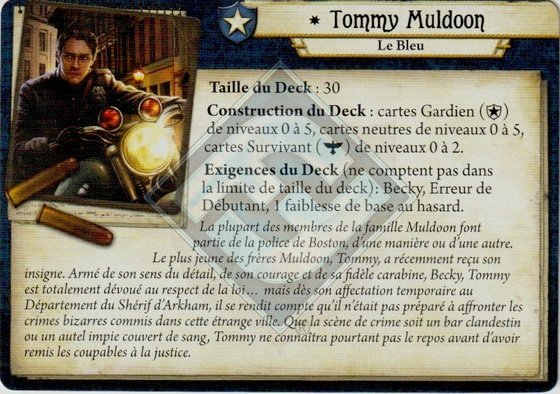 Tommy Muldoon
Le Bleu
Taille du Deck : 30
Construction du Deck : cartes Gardien ( )
de niveaux 0 à 5, cartes neutres de niveaux 0 à 5,
cartes Survivant ( ) de niveaux 0 à 2.
Exigences du Deck (ne comptent pas dans
la limite de taille du deck): Becky, Erreur de
Débutant, 1 faiblesse de base au hasard.
La plupart des membres de la famille Muldoon font
partie de la police de Boston, d'une manière ou d'une autre.
Le plus jeune des frères Muldoon, Tommy, a récemment reçu son
insigne. Armé de son sens du détail, de son courage et de sa fidèle carabine, Becky, Tommy
est totalement dévoué au respect de la loi… mais dès son affectation temporaire au
Département du Shérif d'Arkham, il se rendit compte qu'il n'était pas préparé à affronter les
crimes bizarres commis dans cette étrange ville. Que la scène de crime soit un bar clandestin
ou un autel impie couvert de sang, Tommy ne connaîtra pourtant pas le repos avant d'avoir
remis les coupables à la justice.